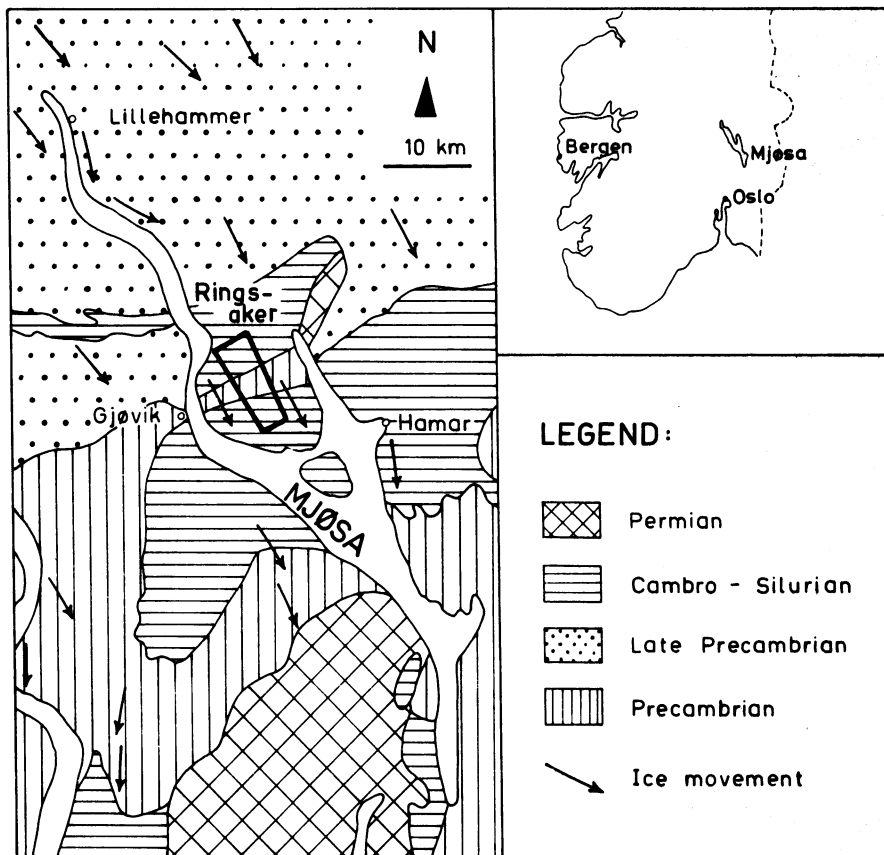 N
10 km
Lillehammer
Rings-
aker
Gjøvik
Hamar
MJØSA
Bergen
Mjøsa
Oslo
LEGEND:
Permian
Cambro - Silurian
Late Precambrian
Precambrian
Ice movement